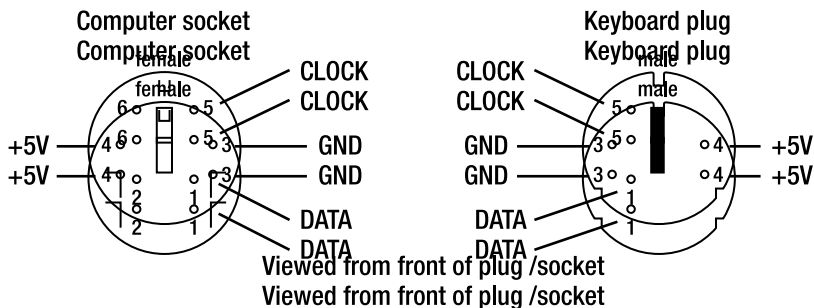 Computer socket Keyboard plug
Computer socket Keyboard plug
female male
female male
CLOCK CLOCK
6 5 5
CLOCK CLOCK
6 5 5
+5V 4 3 GND GND 3 4 +5V
+5V 4 3 GND GND 3 4 +5V
2 1 1
DATA DATA
2 1 1
DATA DATA
Viewed from front of plug /socket
Viewed from front of plug /socket